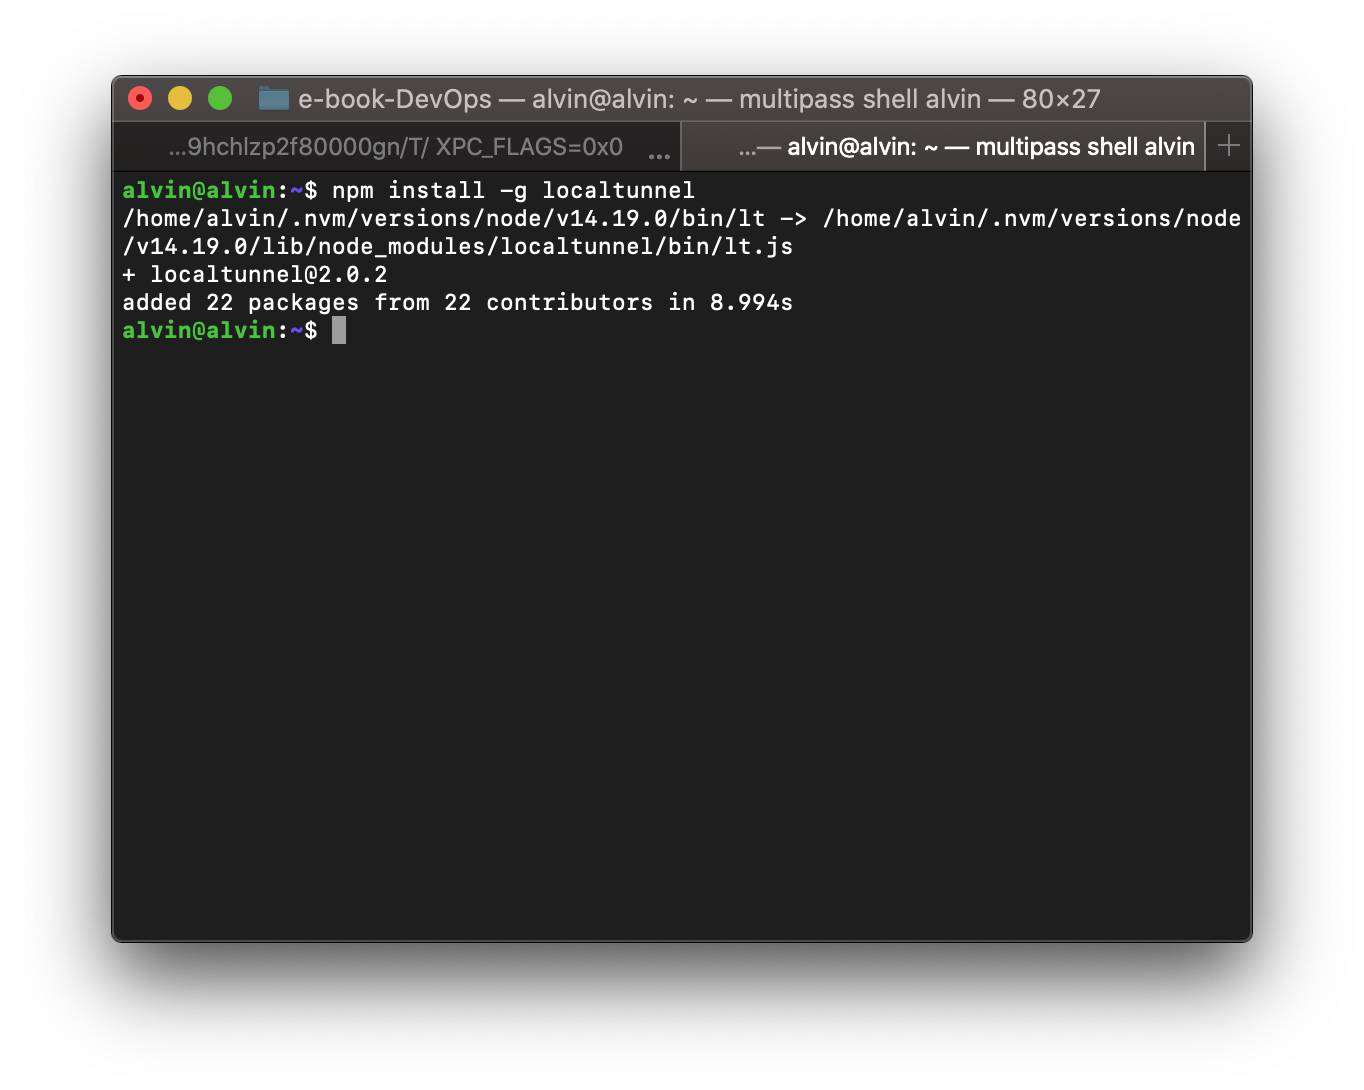 e-book-DevOps — alvin@alvin: ~ — multipass shell alvin — 80×27
...9hchlzp2f80000gn/T/ XPC_FLAGS=0x0 ...
...— alvin@alvin: ~ — multipass shell alvin
alvin@alvin:~$ npm install -g localtunnel
/home/alvin/.nvm/versions/node/v14.19.0/bin/lt -> /home/alvin/.nvm/versions/node
/v14.19.0/lib/node_modules/localtunnel/bin/lt.js
+ localtunnel@2.0.2
added 22 packages from 22 contributors in 8.994s
alvin@alvin:~$